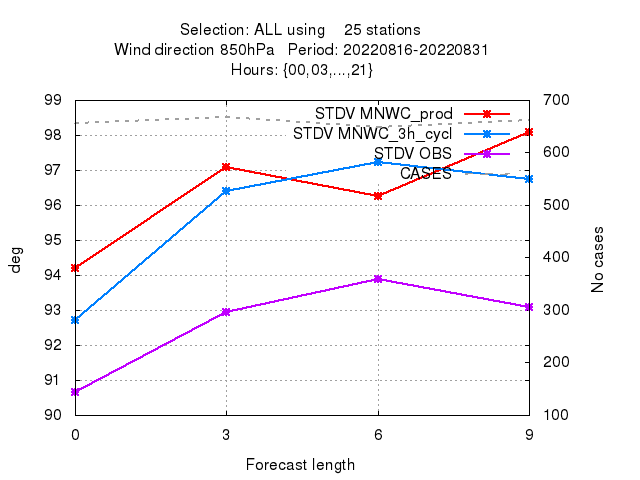 Selection: ALL using    25 stations
Wind direction 850hPa   Period: 20220816-20220831
Hours: {00,03,...,21}
99 700
STDV MNWC_prod
98 STDV MNWC_3h_cycl 600
STDV OBS
97 CASES
96 500
95
deg 94 400 No cases
93 300
92 200
91
90 100
0 3 6 9
Forecast length